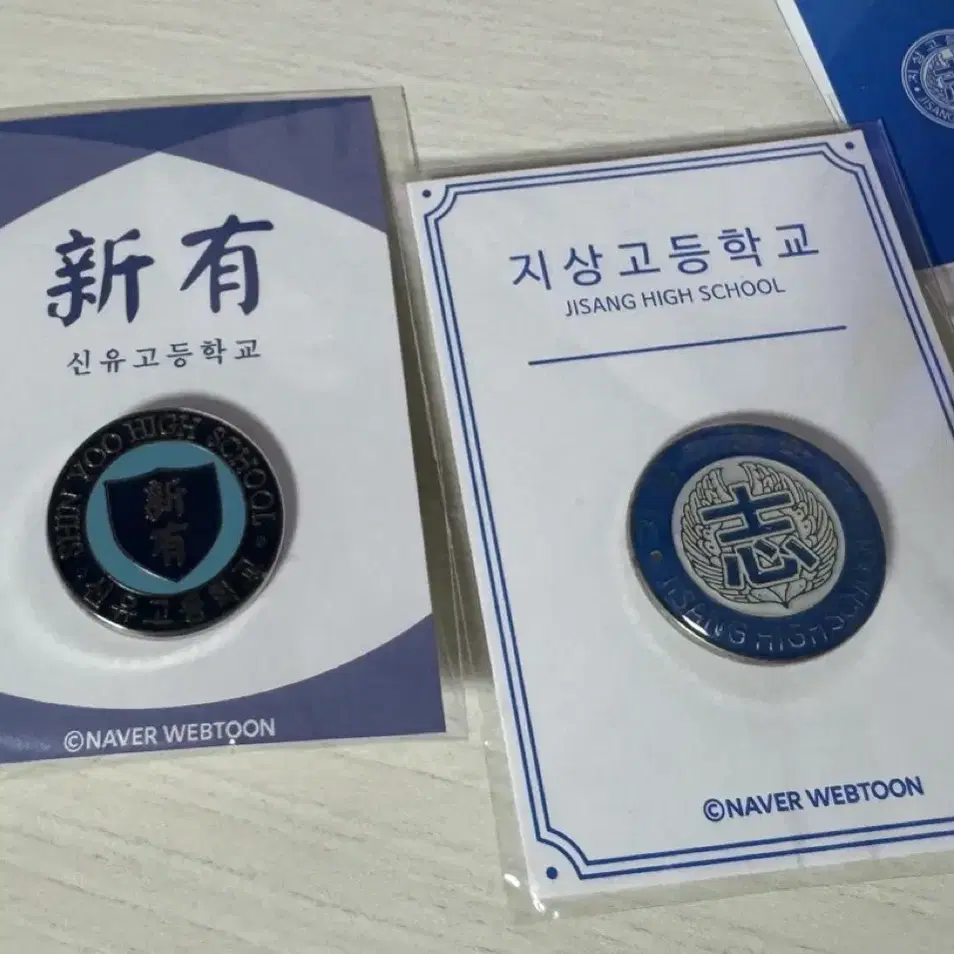 新有
신유고등학교
SHIN YOO HIGH SCHOOL
新有
신유고등학교
©NAVER WEBTOON
지상고등학교
JISANG HIGH SCHOOL
志
JISANG HIGH SCHOOL
©NAVER WEBTOON
JISANG